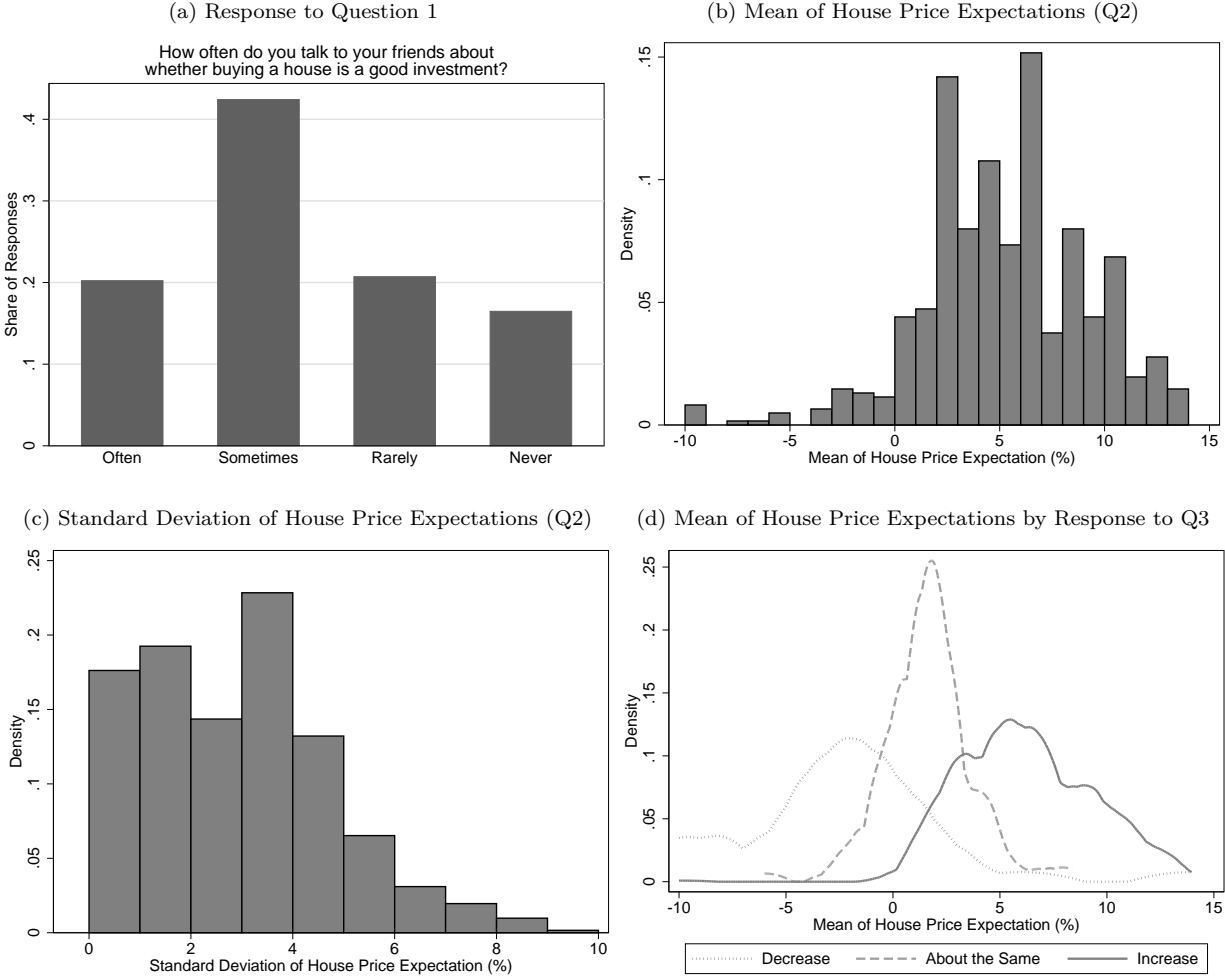 (a) Response to Question 1
How often do you talk to your friends about
whether buying a house is a good investment?
Share of Responses
.4
.3
.2
.1
0
Often Sometimes Rarely Never
(b) Mean of House Price Expectations (Q2)
Density
.15
.1
.05
0
-10 -5 0 5 10 15
Mean of House Price Expectation (%)
(c) Standard Deviation of House Price Expectations (Q2)
Density
.25
.2
.15
.1
.05
0
0 2 4 6 8 10
Standard Deviation of House Price Expectation (%)
(d) Mean of House Price Expectations by Response to Q3
Density
.25
.2
.15
.1
.05
0
-10 -5 0 5 10 15
Mean of House Price Expectation (%)
Decrease About the Same Increase